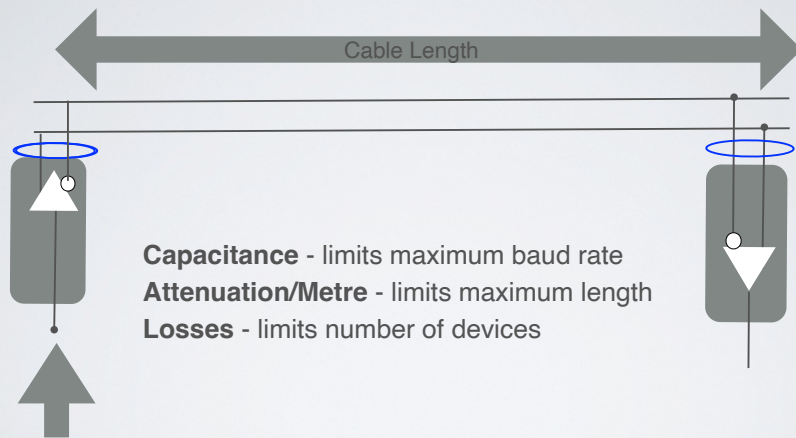 Cable Length
Capacitance - limits maximum baud rate
Attenuation/Metre - limits maximum length
Losses - limits number of devices